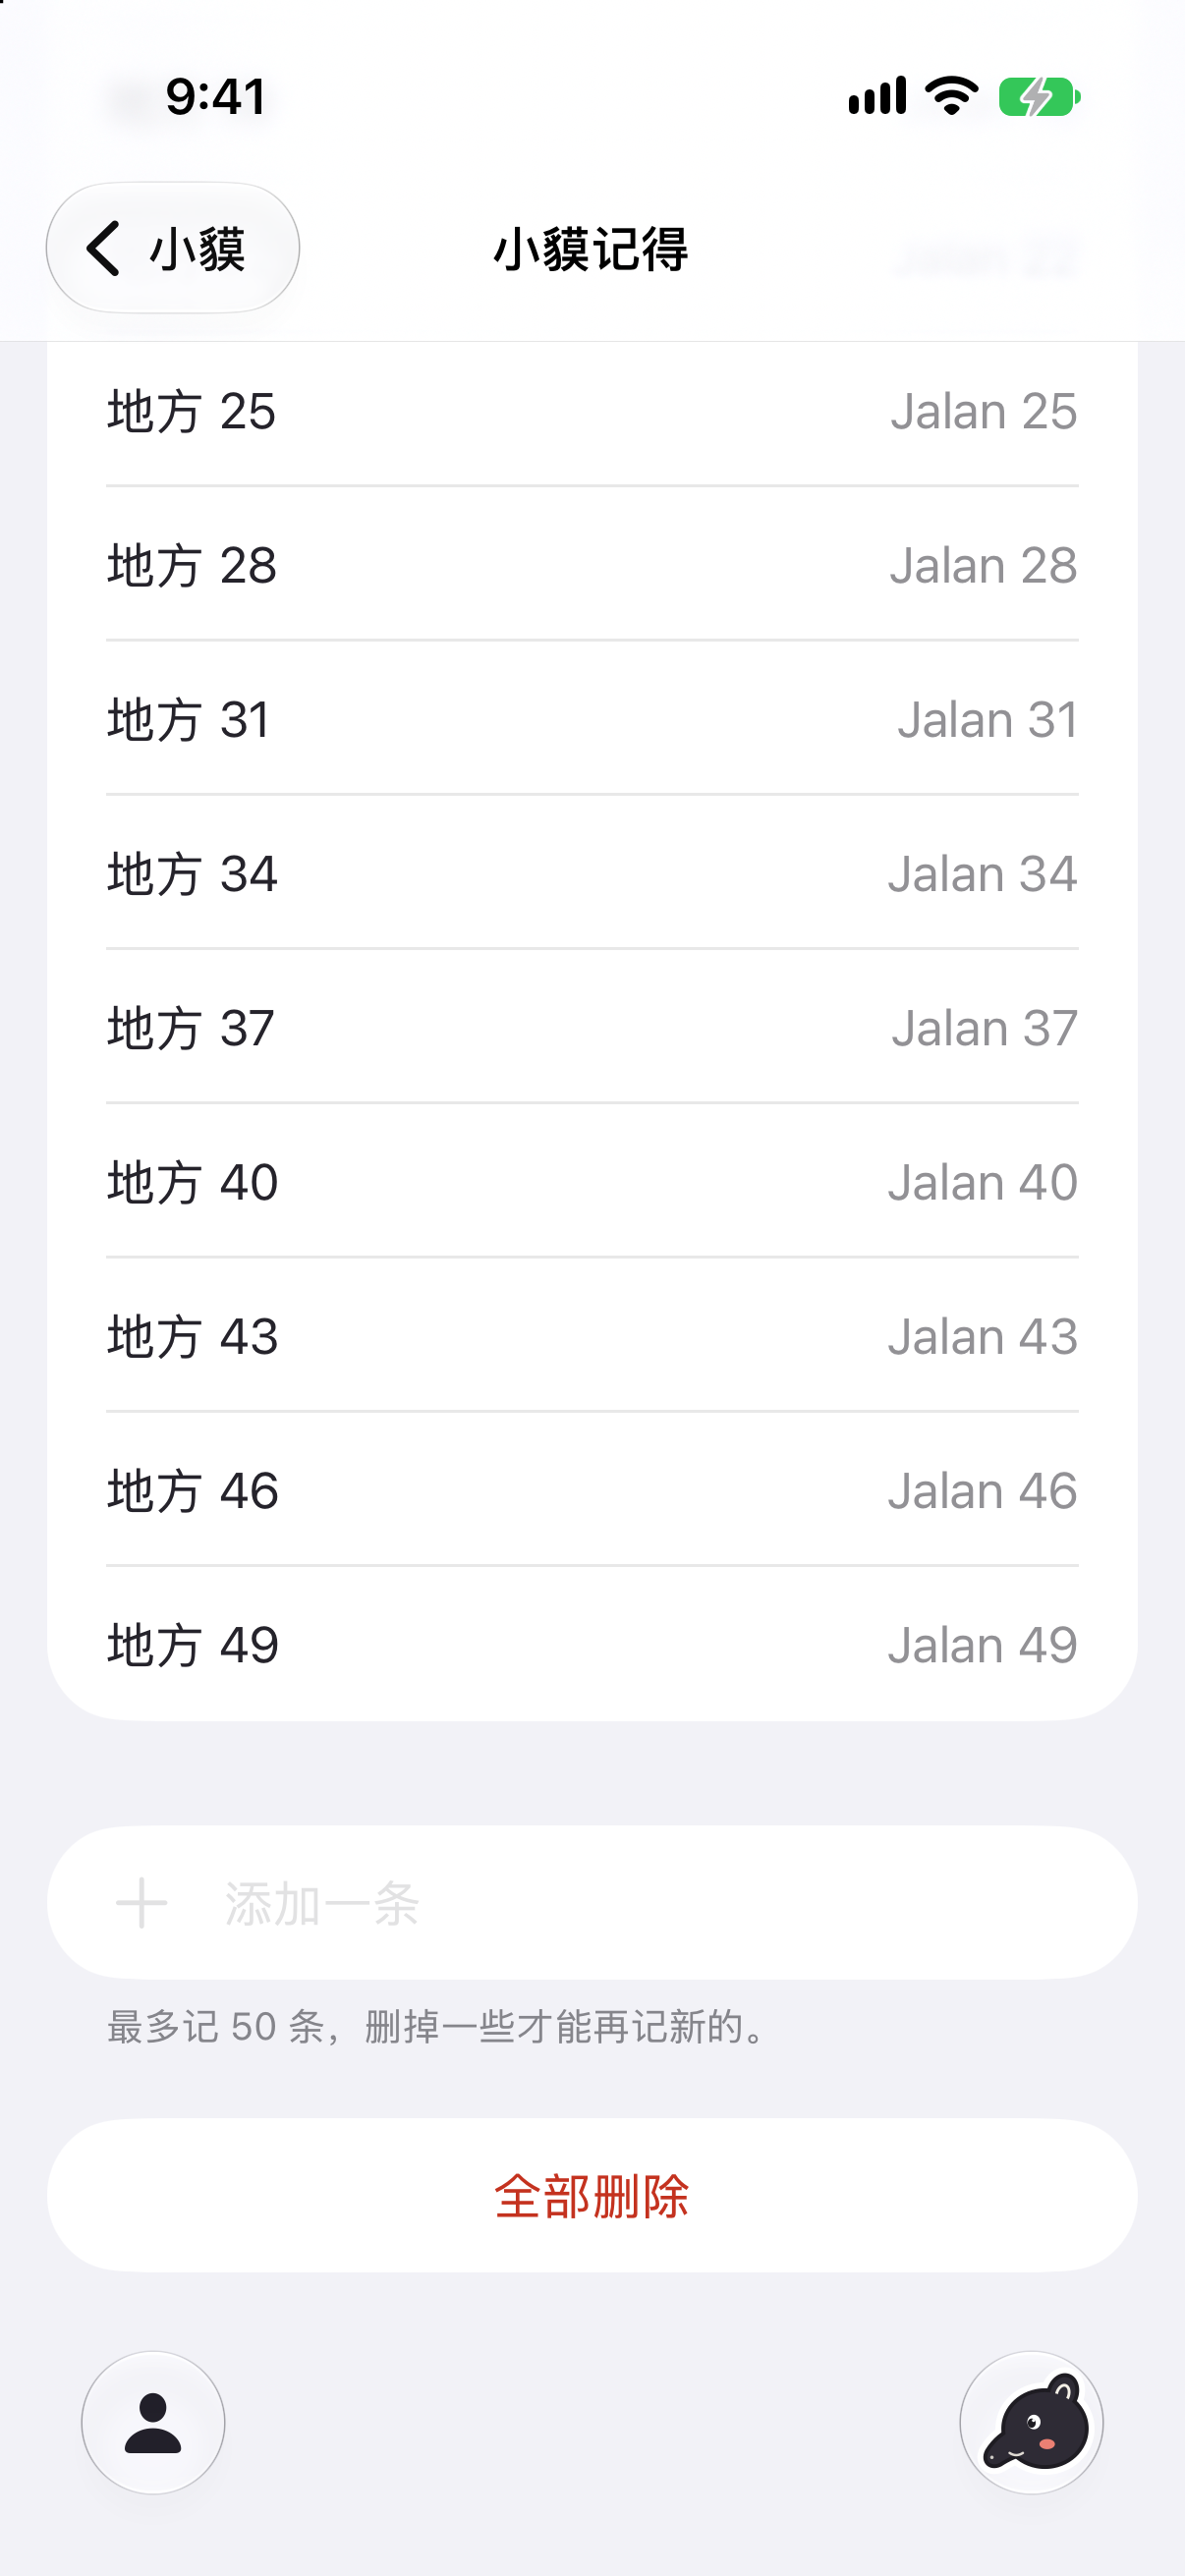 9:41
小貘
小貘记得
地方 25 Jalan 25
地方 28 Jalan 28
地方 31 Jalan 31
地方 34 Jalan 34
地方 37 Jalan 37
地方 40 Jalan 40
地方 43 Jalan 43
地方 46 Jalan 46
地方 49 Jalan 49
添加一条
最多记 50 条，删掉一些才能再记新的。
全部删除